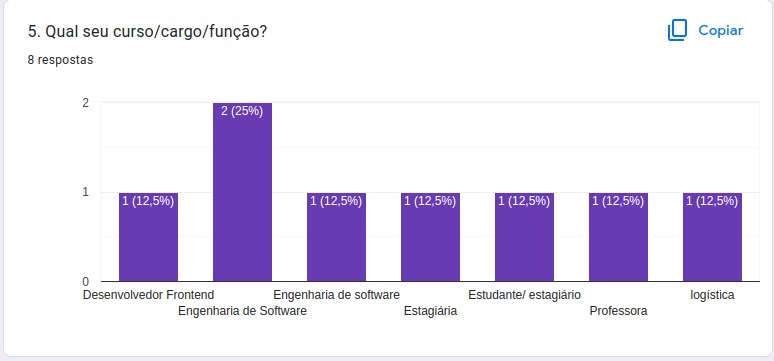 5. Qual seu curso/cargo/função?
Copiar
8 respostas
2
1
0
1 (12,5%)
2 (25%)
1 (12,5%)
1 (12,5%)
1 (12,5%)
1 (12,5%)
1 (12,5%)
Desenvolvedor Frontend
Engenharia de Software
Engenharia de software
Estagiária
Estudante/ estagiário
Professora
logística